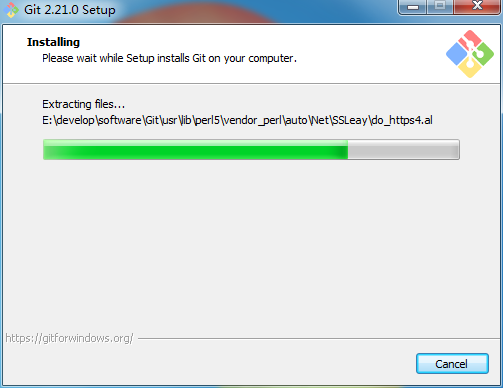 Git 2.21.0 Setup
Installing
Please wait while Setup installs Git on your computer.
Extracting files...
E:\develop\software\Git\usr\lib\perl5\vendor_perl\auto\Net\SSLeay\do_https4.al
https://gitforwindows.org/
Cancel